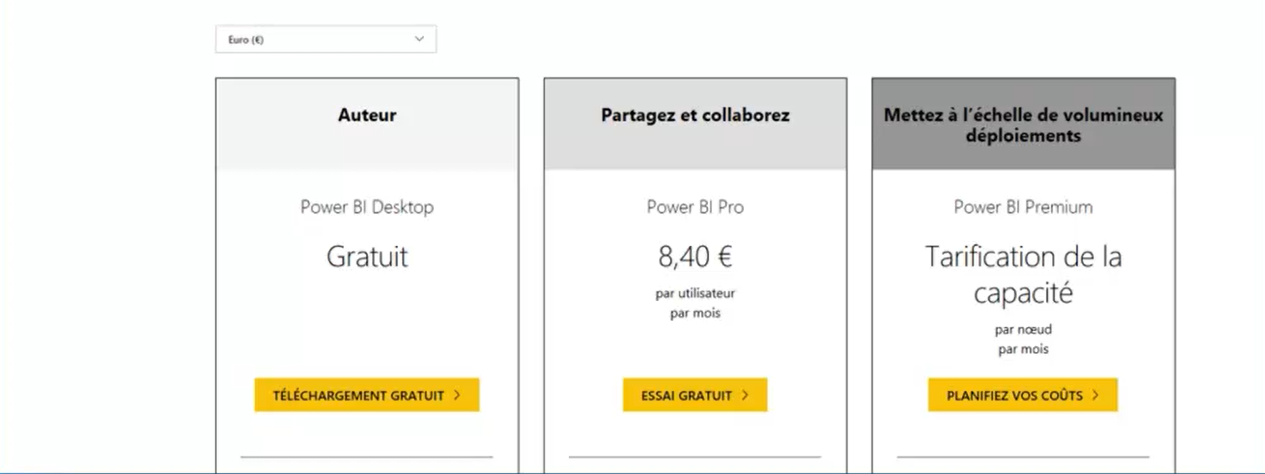 Euro (€)
Auteur
Power BI Desktop
Gratuit
TÉLÉCHARGEMENT GRATUIT
Partagez et collaborez
Power BI Pro
8,40 €
par utilisateur
par mois
ESSAI GRATUIT
Mettez à l'échelle de volumineux
déploiements
Power BI Premium
Tarification de la
capacité
par nœud
par mois
PLANIFIEZ VOS COÛTS